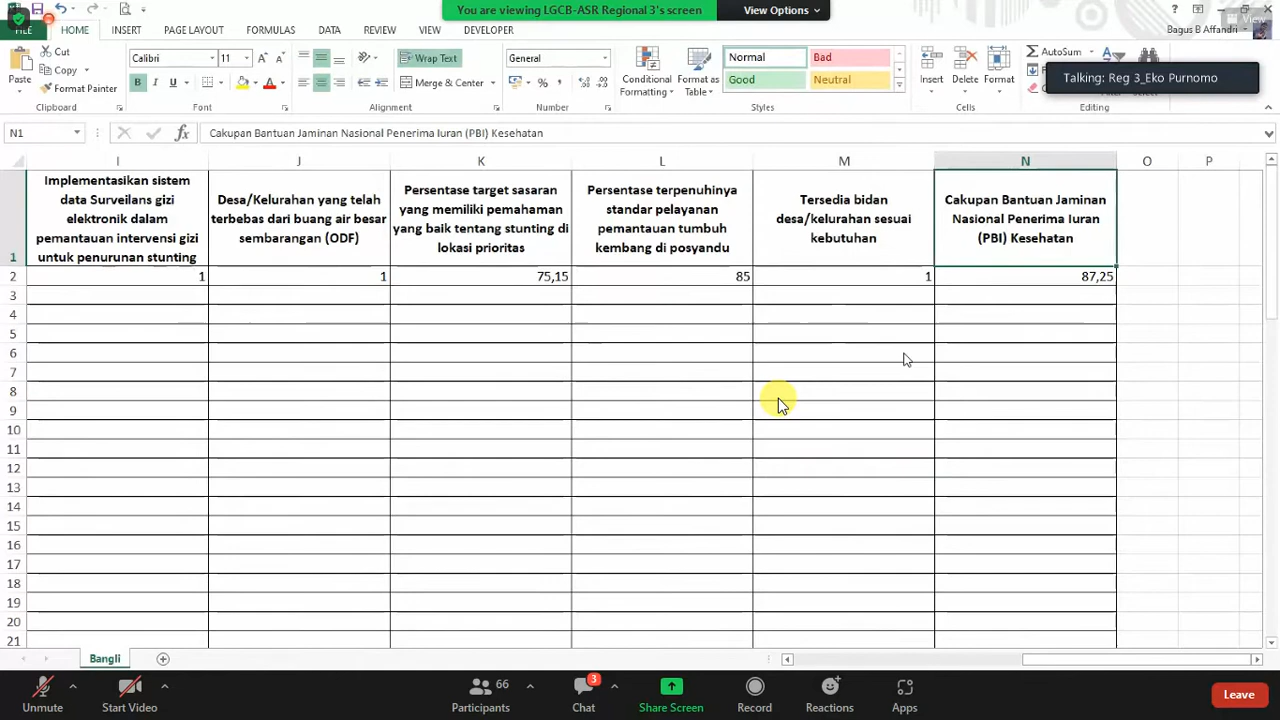 You are viewing LGCB-ASR Regional 3's screen
View Options
View
FILE
HOME
INSERT
PAGE LAYOUT
FORMULAS
DATA
REVIEW
VIEW
DEVELOPER
Bagus B Affandri
Paste
Cut
Copy
Format Painter
Clipboard
Calibri
11
B I U
Font
Wrap Text
Merge & Center
Alignment
General
Number
Conditional
Formatting
Format as
Table
Normal
Bad
Good
Neutral
Styles
Insert
Delete
Format
Cells
AutoSum
Editing
Talking: Reg 3_Eko Purnomo
N1
fx
Cakupan Bantuan Jaminan Nasional Penerima Iuran (PBI) Kesehatan
I J K L M N O P
1
Implementasikan sistem
data Surveilans gizi
elektronik dalam
pemantauan intervensi gizi
untuk penurunan stunting
Desa/Kelurahan yang telah
terbebas dari buang air besar
sembarangan (ODF)
Persentase target sasaran
yang memiliki pemahaman
yang baik tentang stunting di
lokasi prioritas
Persentase terpenuhinya
standar pelayanan
pemantauan tumbuh
kembang di posyandu
Tersedia bidan
desa/kelurahan sesuai
kebutuhan
Cakupan Bantuan Jaminan
Nasional Penerima Iuran
(PBI) Kesehatan
2 1 1 75,15 85 1 87,25
3
4
5
6
7
8
9
10
11
12
13
14
15
16
17
18
19
20
21
Bangli
Unmute
Start Video
66
Participants
3
Chat
Share Screen
Record
Reactions
Apps
Leave